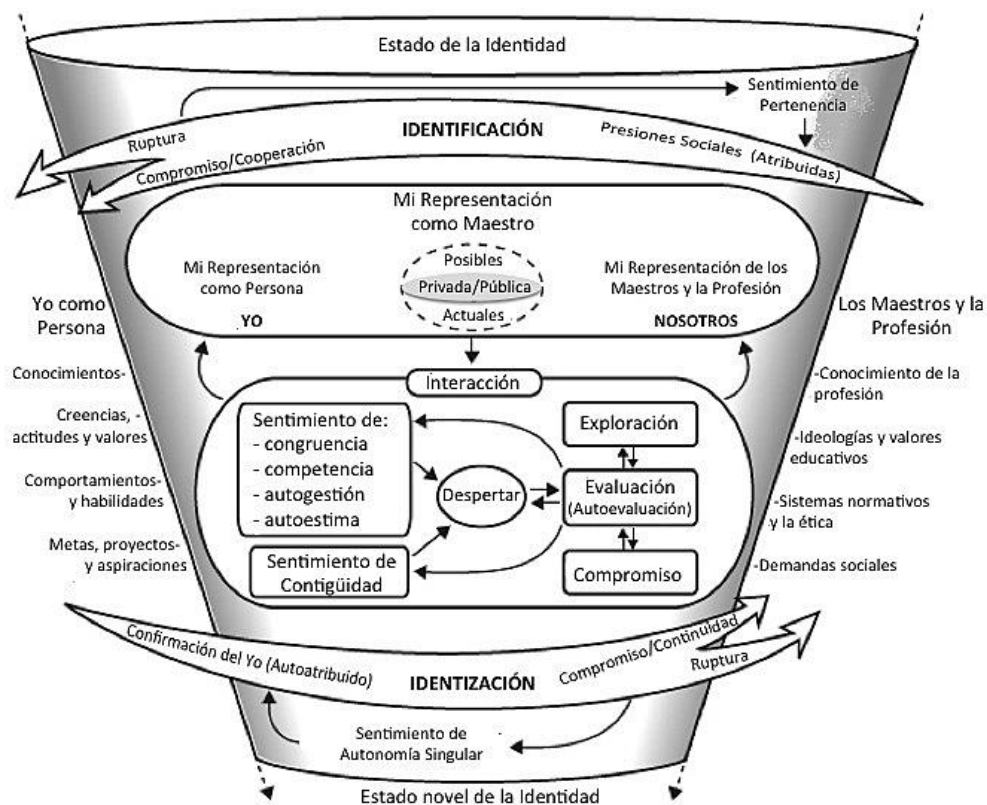 Estado de la Identidad
Sentimiento de
Pertenencia
Ruptura
IDENTIFICACIÓN
Presiones Sociales (Atribuidas)
Compromiso/Cooperación
Mi Representación
como Maestro
Mi Representación
como Persona
YO
Posibles
Privada/Pública
Actuales
Mi Representación de los
Maestros y la Profesión
NOSOTROS
Yo como
Persona
Conocimientos-
Creencias, -
actitudes y valores
Comportamientos-
y habilidades
Metas, proyectos-
y aspiraciones
Los Maestros y la
Profesión
-Conocimiento de la
profesión
-Ideologías y valores
educativos
-Sistemas normativos
y la ética
-Demandas sociales
Interacción
Sentimiento de:
- congruencia
- competencia
- autogestión
- autoestima
Sentimiento de
Contigüidad
Despertar
Exploración
Evaluación
(Autoevaluación)
Compromiso
Confirmación del Yo (Autoatribuido)
IDENTIZACIÓN
Compromiso/Continuidad
Ruptura
Sentimiento de
Autonomía Singular
Estado novel de la Identidad